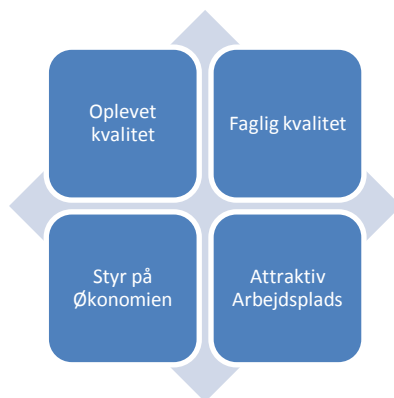 Oplevet
kvalitet
Faglig kvalitet
Styr på
Økonomien
Attraktiv
Arbejdsplads